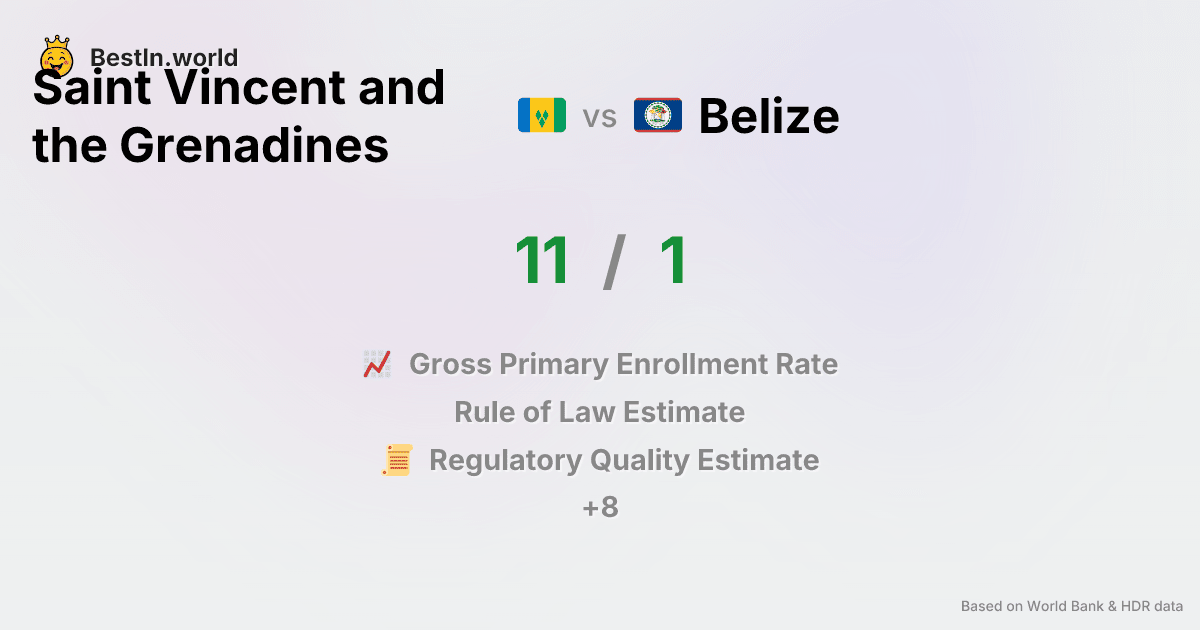 BestIn.world
Saint Vincent and
the Grenadines
vs Belize
11 / 1
Gross Primary Enrollment Rate
Rule of Law Estimate
Regulatory Quality Estimate
+8
Based on World Bank & HDR data